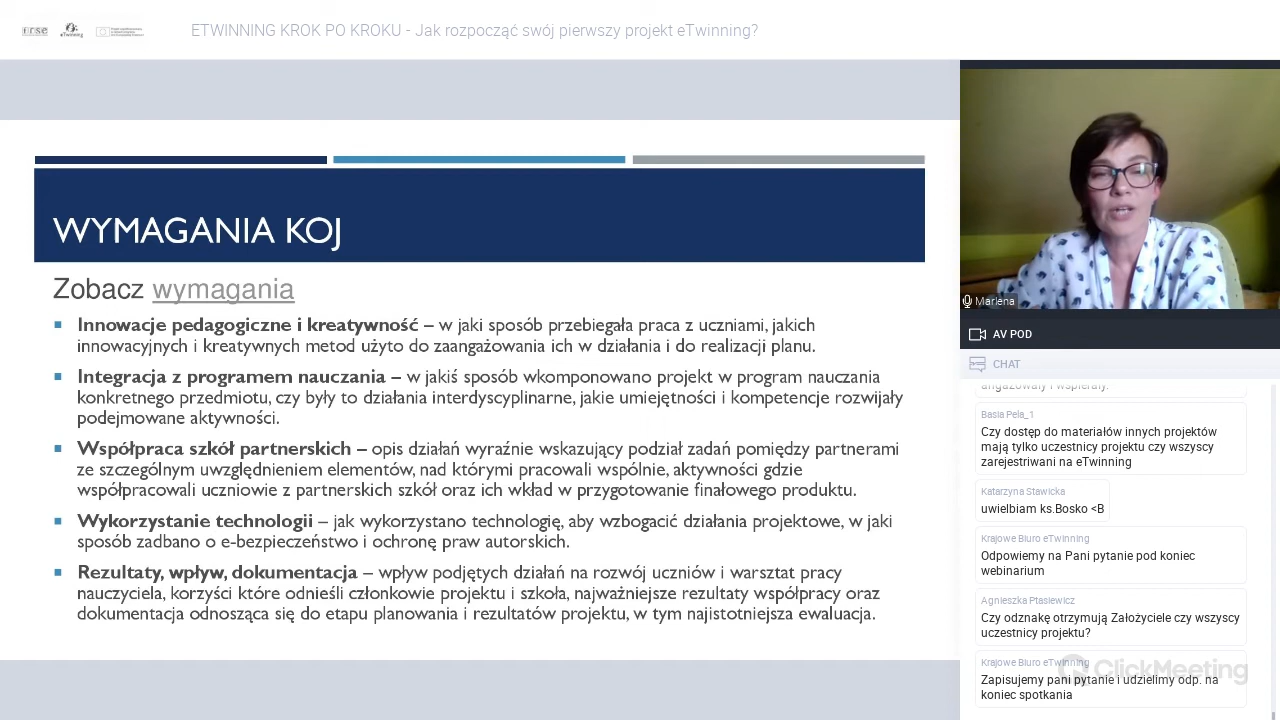 frse
eTwinning
ETWINNING KROK PO KROKU - Jak rozpocząć swój pierwszy projekt eTwinning?
WYMAGANIA KOJ
Zobacz wymagania
Innowacje pedagogiczne i kreatywność – w jaki sposób przebiegała praca z uczniami, jakich
innowacyjnych i kreatywnych metod użyto do zaangażowania ich w działania i do realizacji planu.
Integracja z programem nauczania – w jakiś sposób wkomponowano projekt w program nauczania
konkretnego przedmiotu, czy były to działania interdyscyplinarne, jakie umiejętności i kompetencje rozwijały
podejmowane aktywności.
Współpraca szkół partnerskich – opis działań wyraźnie wskazujący podział zadań pomiędzy partnerami
ze szczególnym uwzględnieniem elementów, nad którymi pracowali wspólnie, aktywności gdzie
współpracowali uczniowie z partnerskich szkół oraz ich wkład w przygotowanie finałowego produktu.
Wykorzystanie technologii – jak wykorzystano technologię, aby wzbogacić działania projektowe, w jaki
sposób zadbano o e-bezpieczeństwo i ochronę praw autorskich.
Rezultaty, wpływ, dokumentacja – wpływ podjętych działań na rozwój uczniów i warsztat pracy
nauczyciela, korzyści które odnieśli członkowie projektu i szkoła, najważniejsze rezultaty współpracy oraz
dokumentacja odnosząca się do etapu planowania i rezultatów projektu, w tym najistotniejsza ewaluacja.
Marlena
AV POD
CHAT
angażowały i wspierały.
Basia Pela_1
Czy dostęp do materiałów innych projektów
mają tylko uczestnicy projektu czy wszyscy
zarejestriwani na eTwinning
Katarzyna Stawicka
uwielbiam ks.Bosko <B
Krajowe Biuro eTwinning
Odpowiemy na Pani pytanie pod koniec
webinarium
Agnieszka Ptasiewicz
Czy odznakę otrzymują Założyciele czy wszyscy
uczestnicy projektu?
Krajowe Biuro eTwinning
Zapisujemy pani pytanie i udzielimy odp. na
koniec spotkania
ClickMeeting